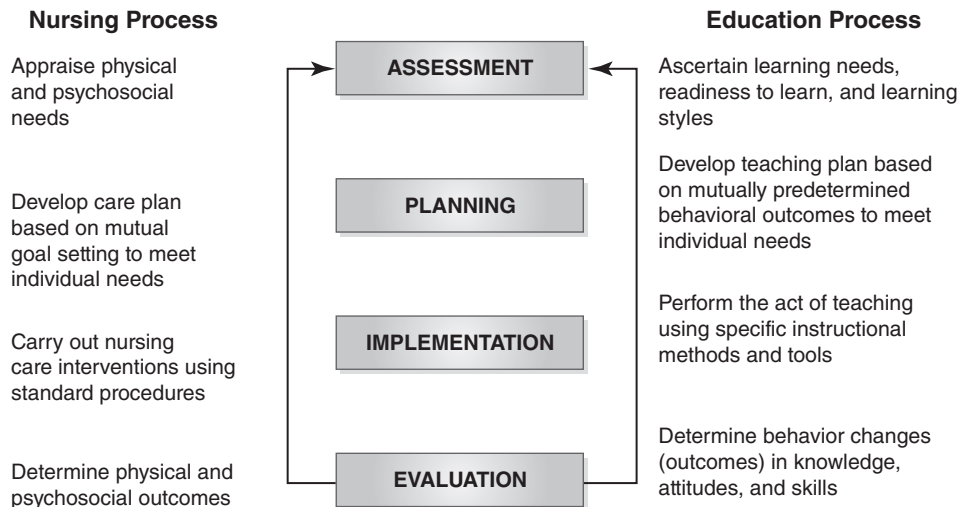 Nursing Process
Education Process
Appraise physical
and psychosocial
needs
ASSESSMENT
Ascertain learning needs,
readiness to learn, and learning
styles
Develop care plan
based on mutual
goal setting to meet
individual needs
PLANNING
Develop teaching plan based
on mutually predetermined
behavioral outcomes to meet
individual needs
Carry out nursing
care interventions using
standard procedures
IMPLEMENTATION
Perform the act of teaching
using specific instructional
methods and tools
Determine physical and
psychosocial outcomes
EVALUATION
Determine behavior changes
(outcomes) in knowledge,
attitudes, and skills